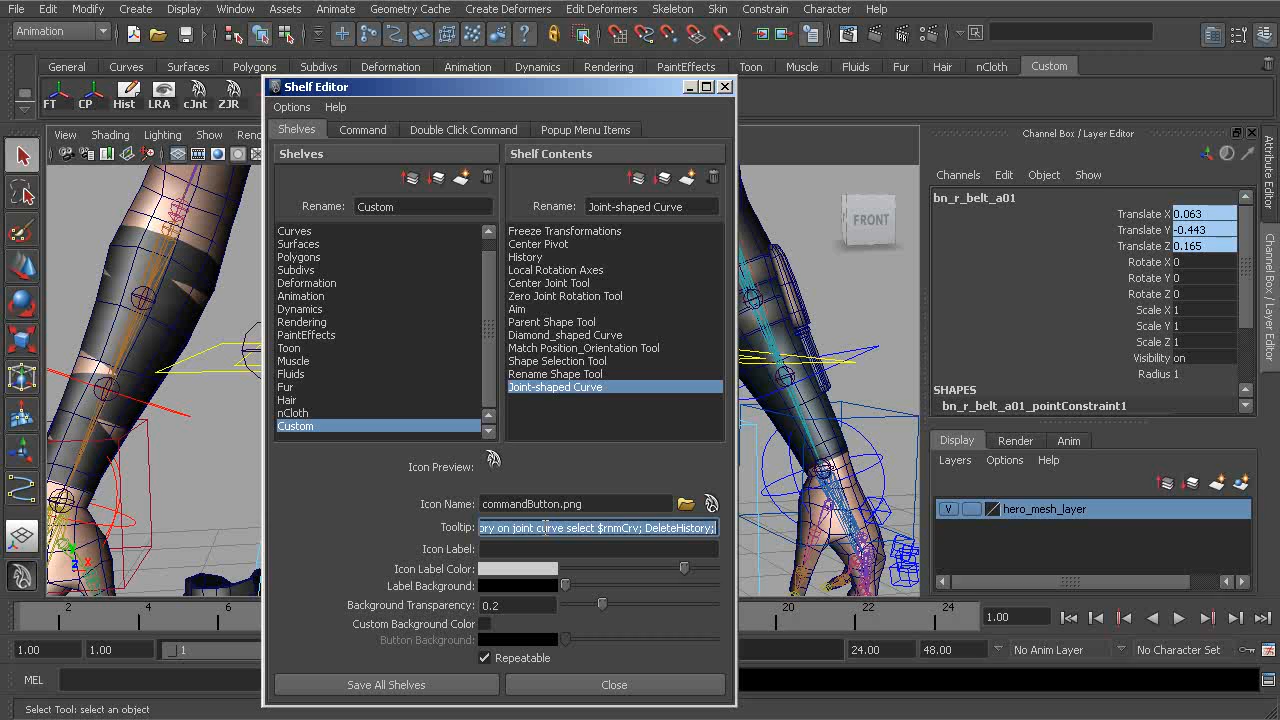 File Edit Modify Create Display Window Assets Animate Geometry Cache Create Deformers Edit Deformers Skeleton Skin Constrain Character Help
Animation
General Curves Surfaces Polygons Subdivs Deformation Animation Dynamics Rendering PaintEffects Toon Muscle Fluids Fur Hair nCloth Custom
FT CP Hist LRA cJnt ZJR
Shelf Editor
Options Help
Shelves Command Double Click Command Popup Menu Items
Shelves
Shelf Contents
Rename: Custom
Rename: Joint-shaped Curve
Curves
Surfaces
Polygons
Subdivs
Deformation
Animation
Dynamics
Rendering
PaintEffects
Toon
Muscle
Fluids
Fur
Hair
nCloth
Custom
Freeze Transformations
Center Pivot
History
Local Rotation Axes
Center Joint Tool
Zero Joint Rotation Tool
Aim
Parent Shape Tool
Diamond_shaped Curve
Match Position_Orientation Tool
Shape Selection Tool
Rename Shape Tool
Joint-shaped Curve
Icon Preview:
Icon Name: commandButton.png
Tooltip: ory on joint curve select $rnmCrv; DeleteHistory;
Icon Label:
Icon Label Color:
Label Background:
Background Transparency: 0.2
Custom Background Color
Button Background:
Repeatable
Save All Shelves
Close
View Shading Lighting Show Ren
FRONT
Channel Box / Layer Editor
Channels Edit Object Show
bn_r_belt_a01
Translate X 0.063
Translate Y -0.443
Translate Z 0.165
Rotate X 0
Rotate Y 0
Rotate Z 0
Scale X 1
Scale Y 1
Scale Z 1
Visibility on
Radius 1
SHAPES
bn_r_belt_a01_pointConstraint1
Display Render Anim
Layers Options Help
V hero_mesh_layer
Attribute Editor
Channel Box / Layer Editor
Z X
2 4 6 20 22 24
1.00
1.00 1.00 1 24.00 48.00 No Anim Layer No Character Set
MEL
Select Tool: select an object